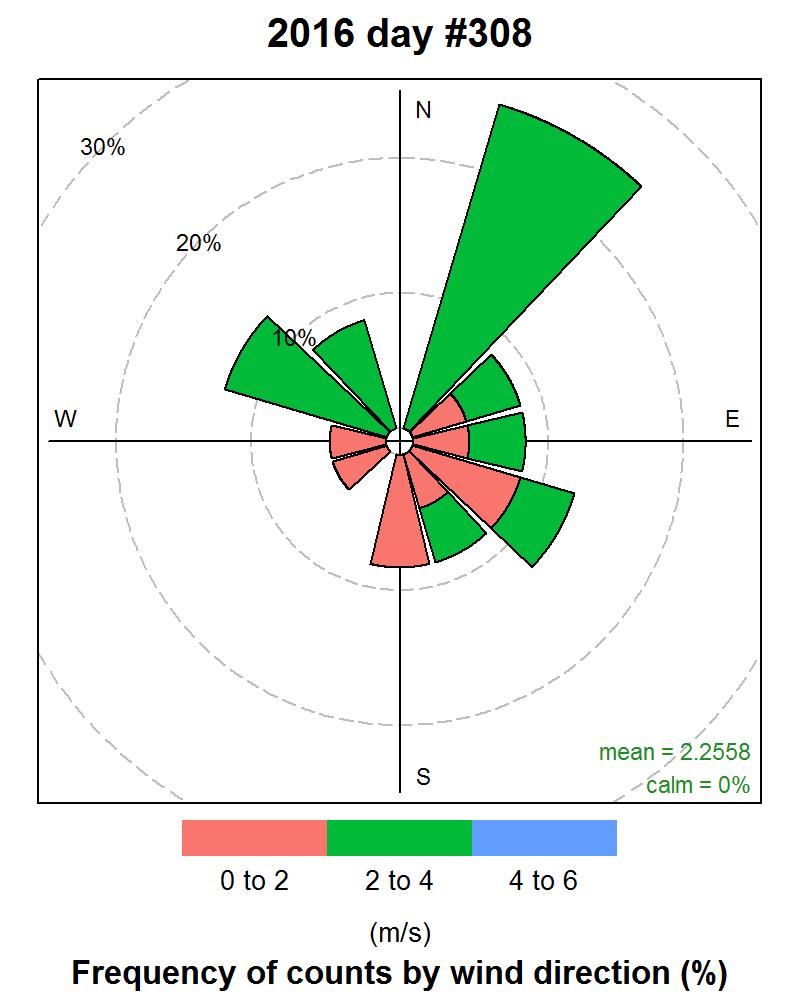 2016 day #308
N
30%
20%
10%
W
E
S
mean = 2.2558
calm = 0%
0 to 2
2 to 4
4 to 6
(m/s)
Frequency of counts by wind direction (%)